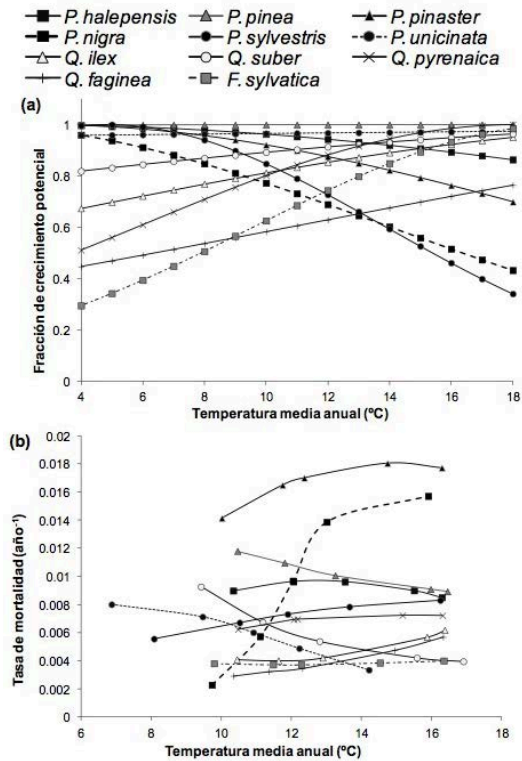 P. halepensis P. pinea P. pinaster
P. nigra P. sylvestris P. unicinata
Q. ilex Q. suber Q. pyrenaica
Q. faginea F. sylvatica
(a)
Fracción de crecimiento potencial
1
0.8
0.6
0.4
0.2
0
4 6 8 10 12 14 16 18
Temperatura media anual (ºC)
(b)
Tasa de mortalidad (año⁻¹)
0.02
0.018
0.016
0.014
0.012
0.01
0.008
0.006
0.004
0.002
0
6 8 10 12 14 16 18
Temperatura media anual (ºC)